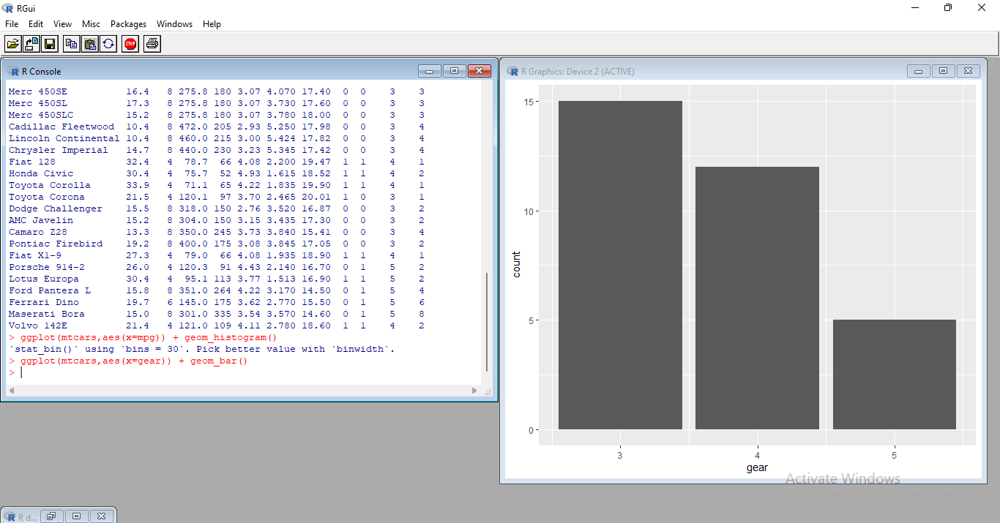 RGui
File Edit View Misc Packages Windows Help
STOP
R Console
Merc 450SE 16.4 8 275.8 180 3.07 4.070 17.40 0 0 3 3
Merc 450SL 17.3 8 275.8 180 3.07 3.730 17.60 0 0 3 3
Merc 450SLC 15.2 8 275.8 180 3.07 3.780 18.00 0 0 3 3
Cadillac Fleetwood 10.4 8 472.0 205 2.93 5.250 17.98 0 0 3 4
Lincoln Continental 10.4 8 460.0 215 3.00 5.424 17.82 0 0 3 4
Chrysler Imperial 14.7 8 440.0 230 3.23 5.345 17.42 0 0 3 4
Fiat 128 32.4 4 78.7 66 4.08 2.200 19.47 1 1 4 1
Honda Civic 30.4 4 75.7 52 4.93 1.615 18.52 1 1 4 2
Toyota Corolla 33.9 4 71.1 65 4.22 1.835 19.90 1 1 4 1
Toyota Corona 21.5 4 120.1 97 3.70 2.465 20.01 1 0 3 1
Dodge Challenger 15.5 8 318.0 150 2.76 3.520 16.87 0 0 3 2
AMC Javelin 15.2 8 304.0 150 3.15 3.435 17.30 0 0 3 2
Camaro Z28 13.3 8 350.0 245 3.73 3.840 15.41 0 0 3 4
Pontiac Firebird 19.2 8 400.0 175 3.08 3.845 17.05 0 0 3 2
Fiat X1-9 27.3 4 79.0 66 4.08 1.935 18.90 1 1 4 1
Porsche 914-2 26.0 4 120.3 91 4.43 2.140 16.70 0 1 5 2
Lotus Europa 30.4 4 95.1 113 3.77 1.513 16.90 1 1 5 2
Ford Pantera L 15.8 8 351.0 264 4.22 3.170 14.50 0 1 5 4
Ferrari Dino 19.7 6 145.0 175 3.62 2.770 15.50 0 1 5 6
Maserati Bora 15.0 8 301.0 335 3.54 3.570 14.60 0 1 5 8
Volvo 142E 21.4 4 121.0 109 4.11 2.780 18.60 1 1 4 2
> ggplot(mtcars,aes(x=mpg)) + geom_histogram()
`stat_bin()` using `bins = 30`. Pick better value with `binwidth`.
> ggplot(mtcars,aes(x=gear)) + geom_bar()
>
R Graphics: Device 2 (ACTIVE)
15
10
5
0
count
3 4 5
gear
Activate Windows
R d...